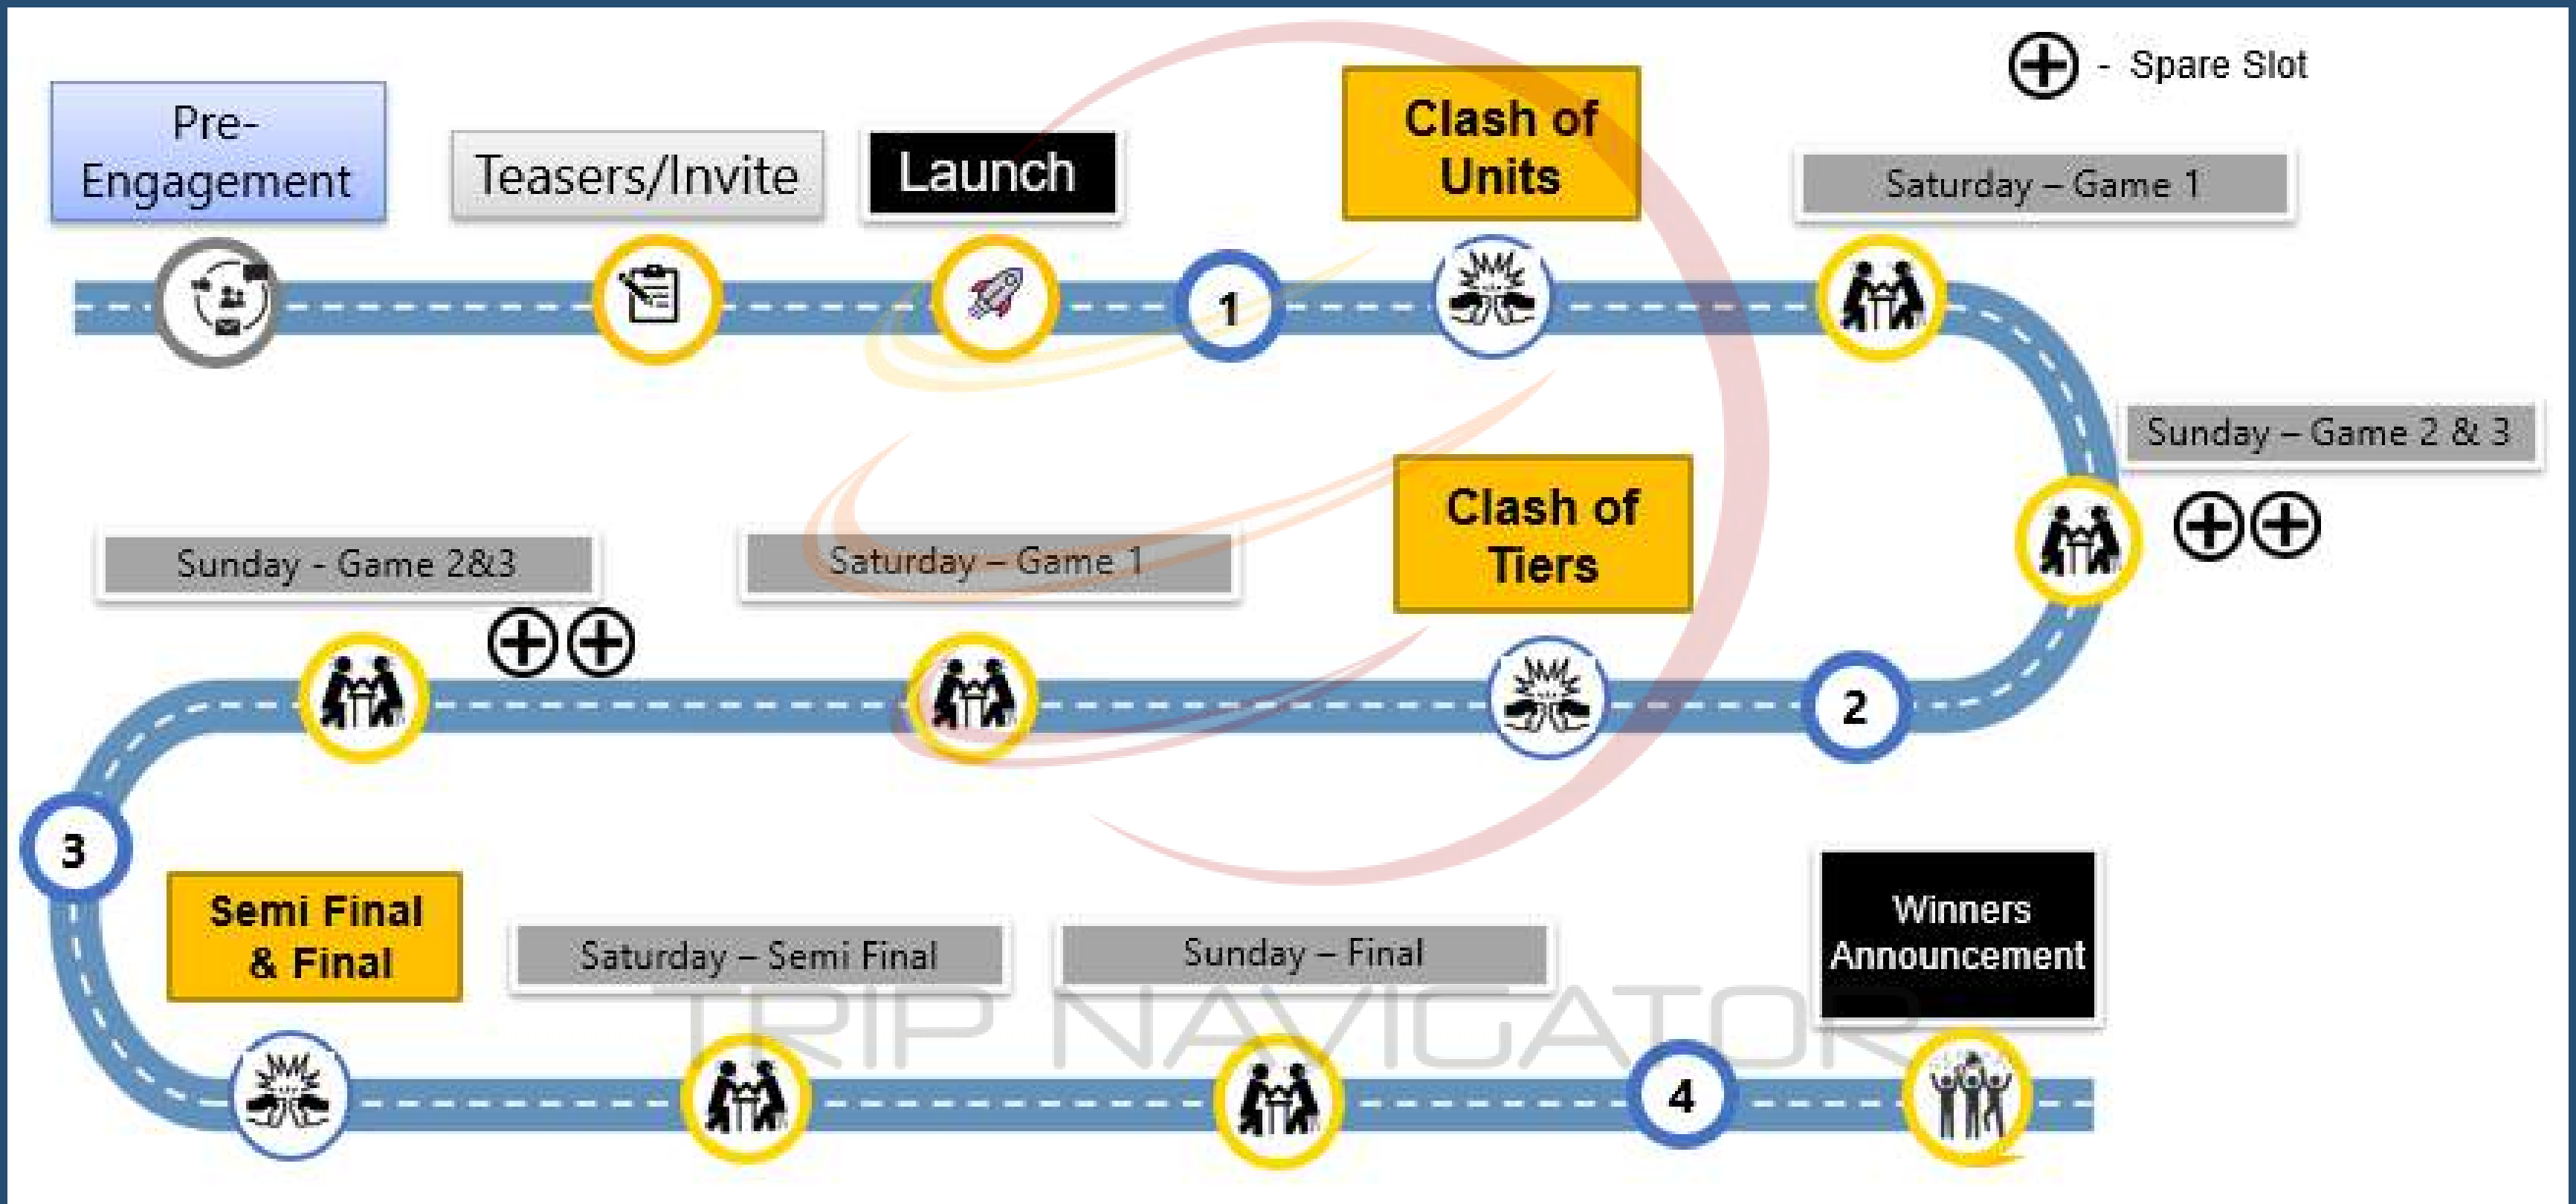 - Spare Slot
Pre-
Engagement
Teasers/Invite
Launch
Clash of
Units
Saturday – Game 1
1
Sunday – Game 2 & 3
Clash of
Tiers
Saturday – Game 1
Sunday - Game 2&3
2
3
Semi Final
& Final
Saturday – Semi Final
Sunday – Final
Winners
Announcement
TRIP NAVIGATOR
4